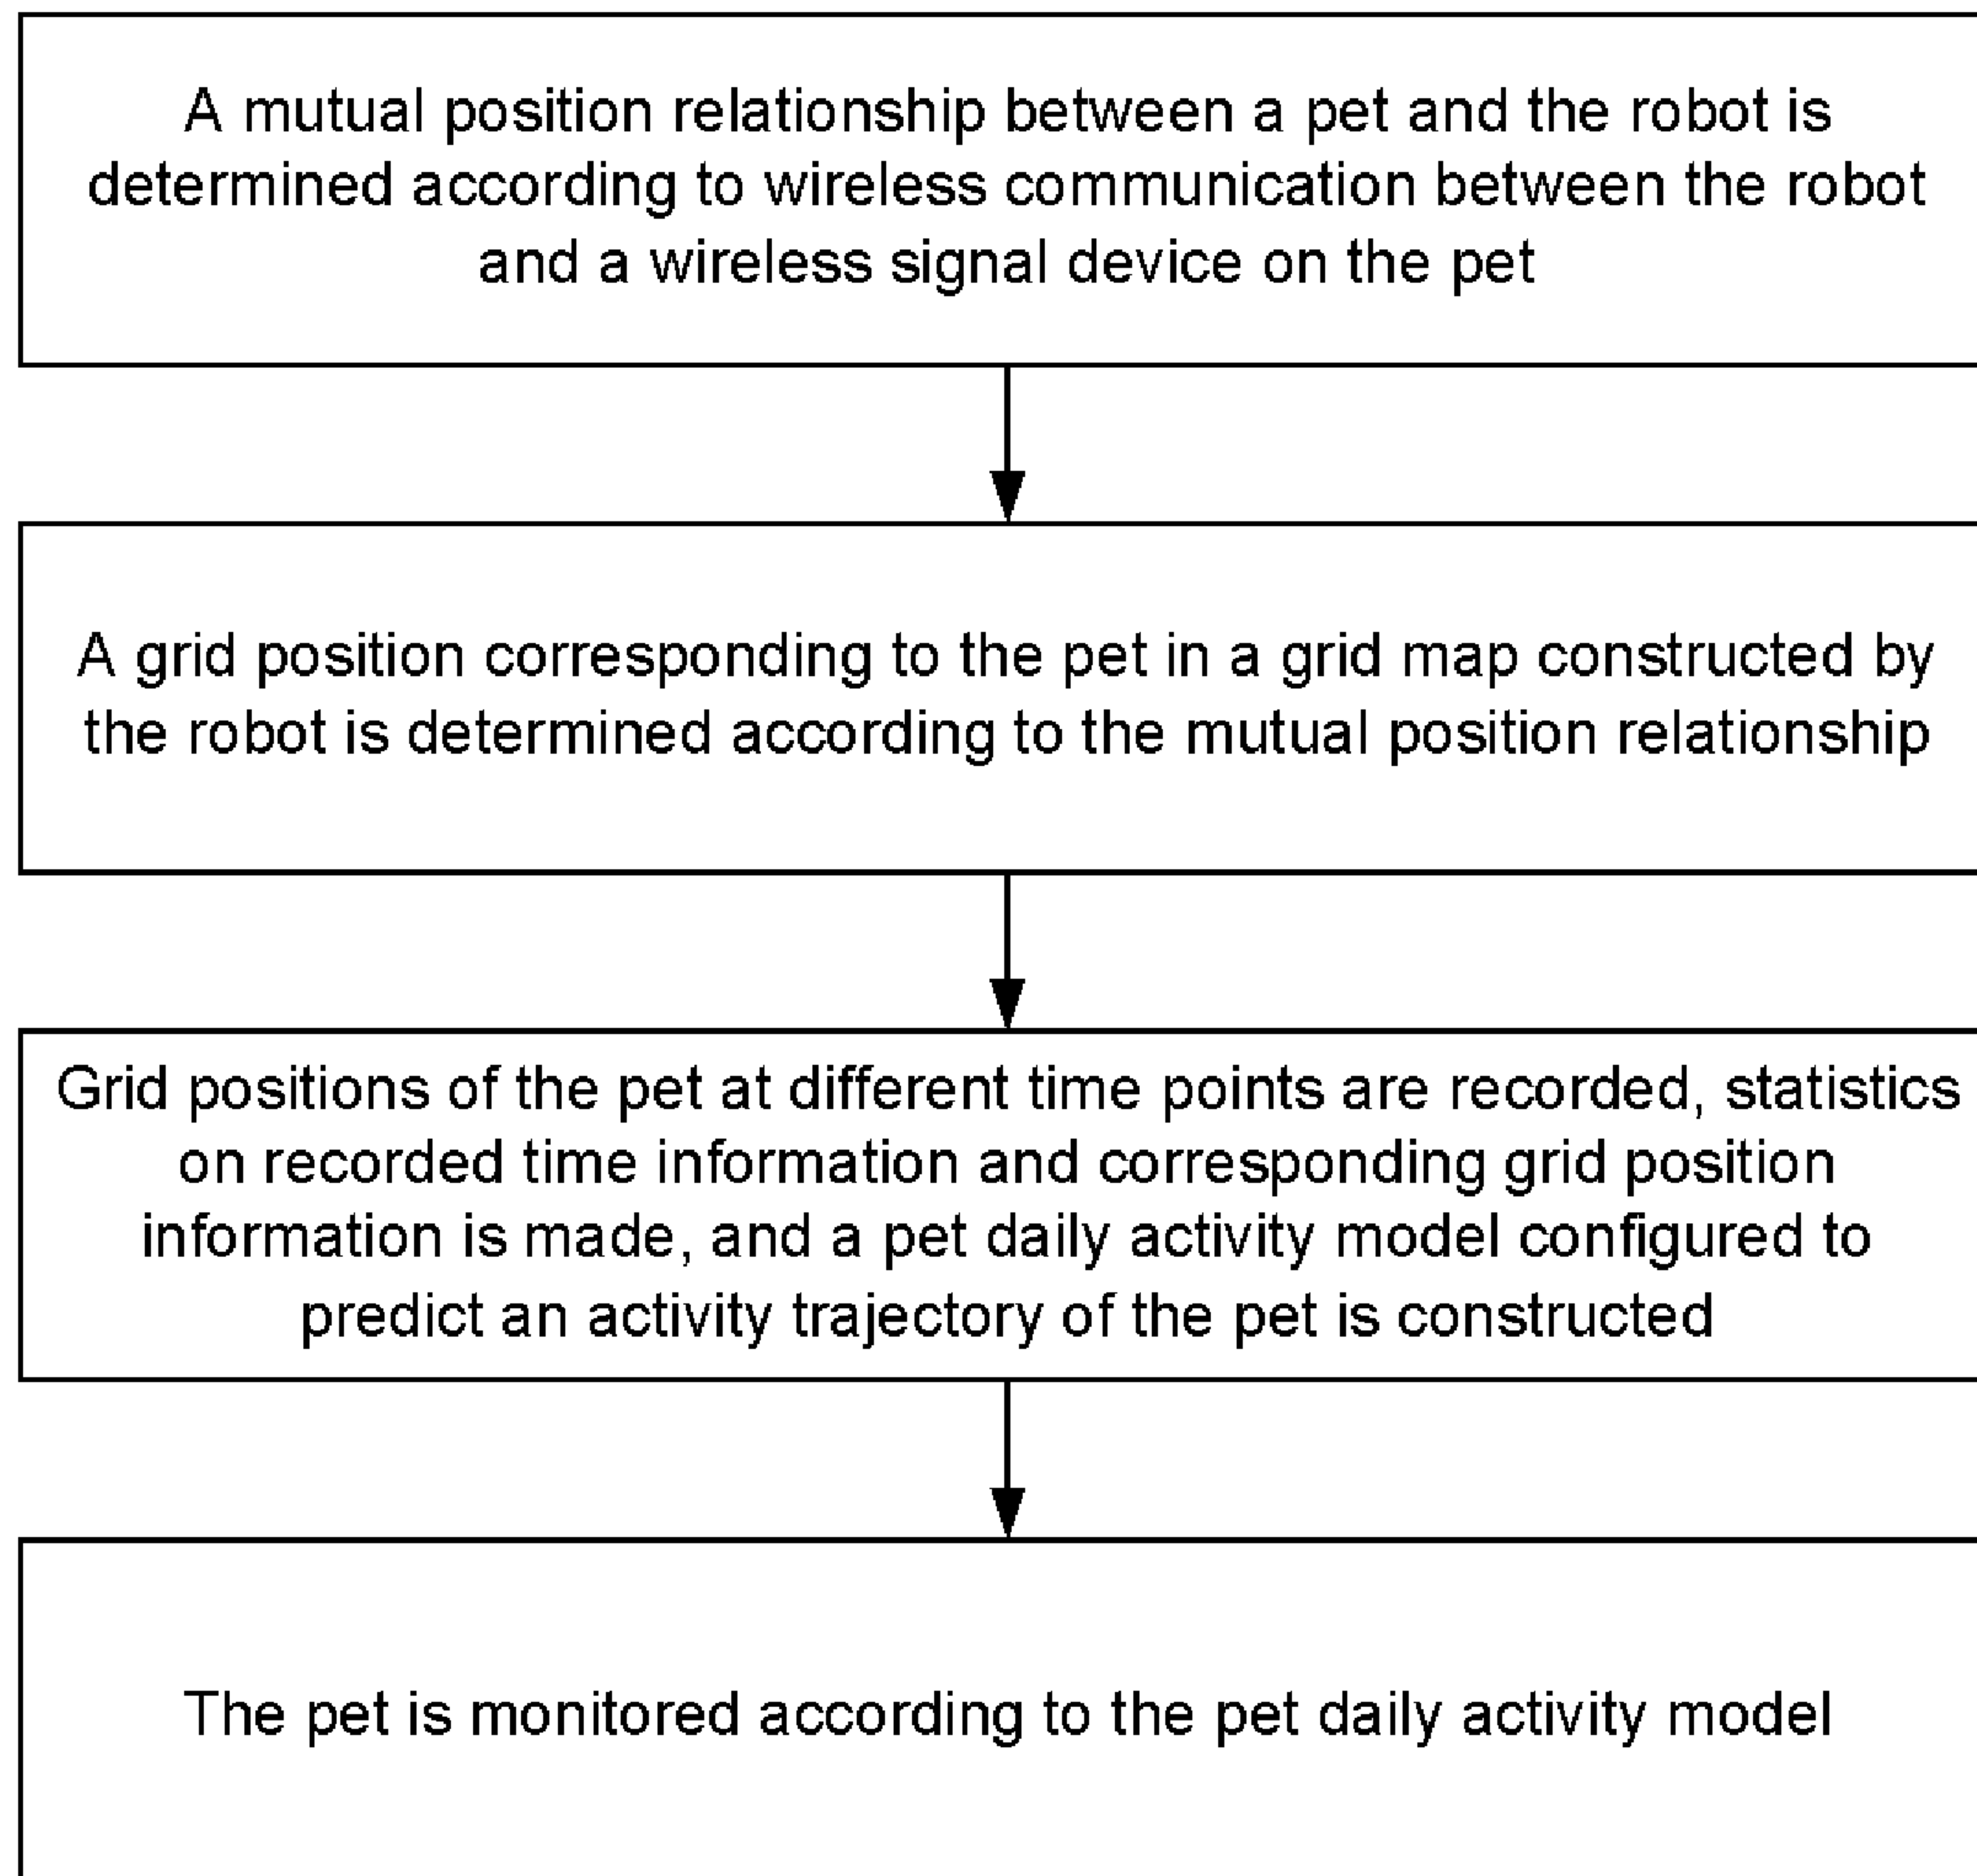 A mutual position relationship between a pet and the robot is
determined according to wireless communication between the robot
and a wireless signal device on the pet
A grid position corresponding to the pet in a grid map constructed by
the robot is determined according to the mutual position relationship
Grid positions of the pet at different time points are recorded, statistics
on recorded time information and corresponding grid position
information is made, and a pet daily activity model configured to
predict an activity trajectory of the pet is constructed
The pet is monitored according to the pet daily activity model